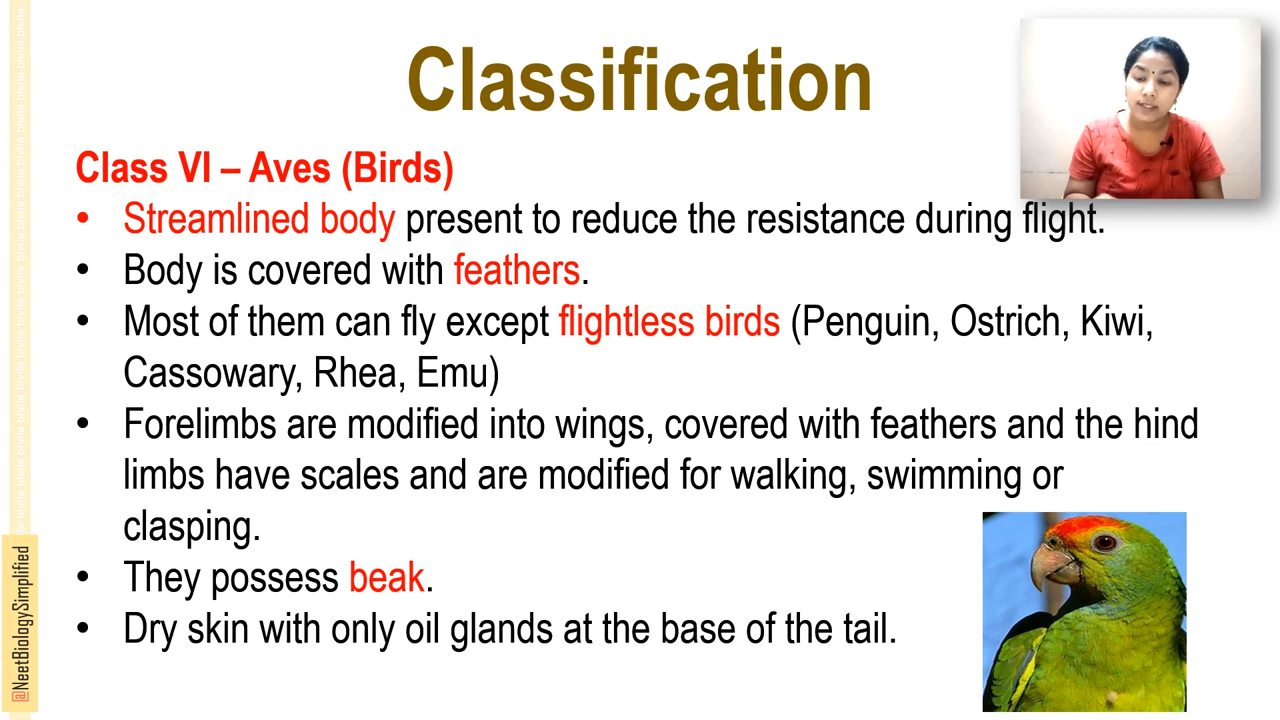 Classification
Class VI – Aves (Birds)
• Streamlined body present to reduce the resistance during flight.
• Body is covered with feathers.
• Most of them can fly except flightless birds (Penguin, Ostrich, Kiwi,
Cassowary, Rhea, Emu)
• Forelimbs are modified into wings, covered with feathers and the hind
limbs have scales and are modified for walking, swimming or
clasping.
• They possess beak.
• Dry skin with only oil glands at the base of the tail.
@NeetBiologySimplified